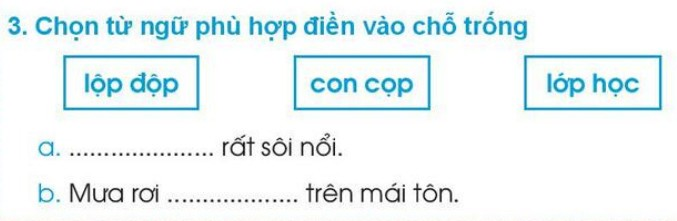 3. Chọn từ ngữ phù hợp điền vào chỗ trống
lộp độp con cọp lớp học
a. ...................... rất sôi nổi.
b. Mưa rơi .................... trên mái tôn.